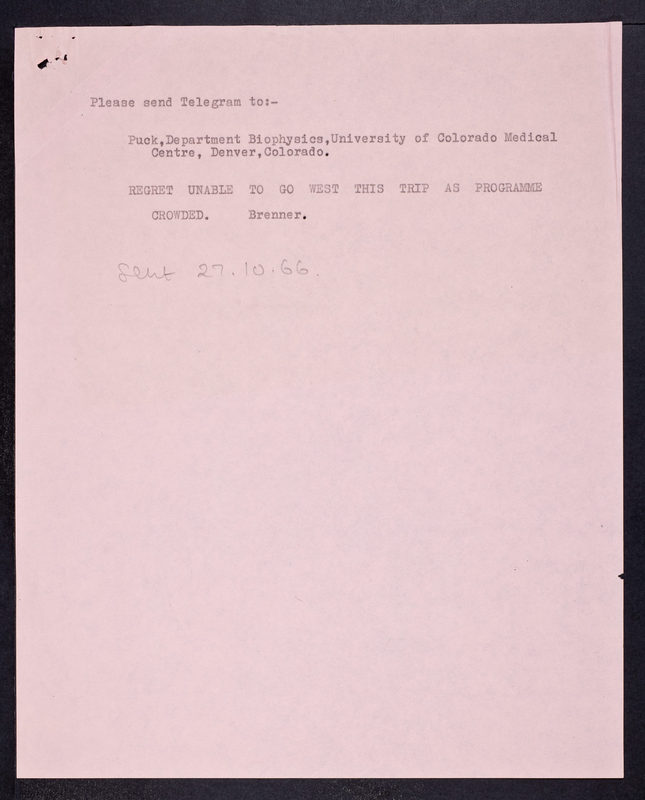 Please send Telegram to:-
Puck,Department Biophysics,University of Colorado Medical
Centre, Denver,Colorado.
REGRET UNABLE TO GO WEST THIS TRIP AS PROGRAMME
CROWDED. Brenner.
Sent 27.10.66.